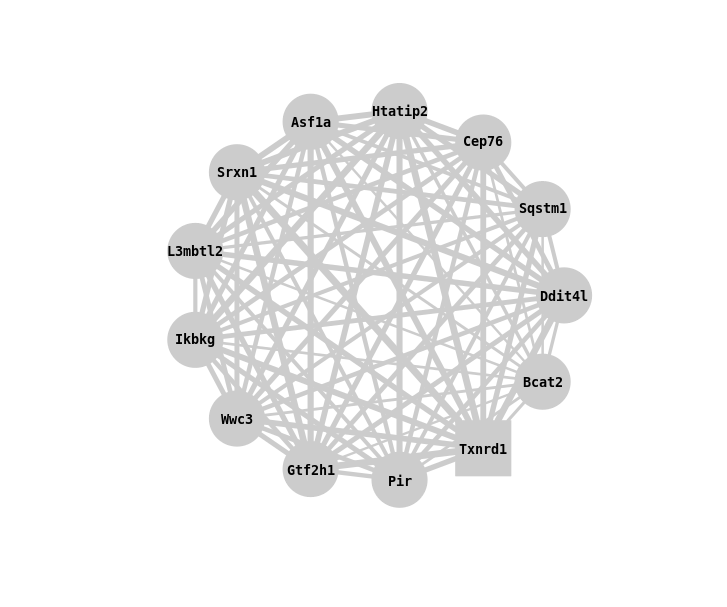 Htatip2
Asf1a
Cep76
Srxn1
Sqstm1
L3mbtl2
Ddit4l
Ikbkg
Bcat2
Wwc3
Txnrd1
Gtf2h1
Pir